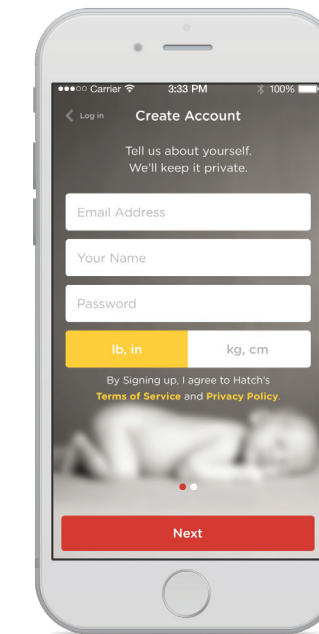 Carrier 3:33 PM 100%
Log in Create Account
Tell us about yourself.
We'll keep it private.
Email Address
Your Name
Password
lb, in kg, cm
By Signing up, I agree to Hatch's
Terms of Service and Privacy Policy.
Next